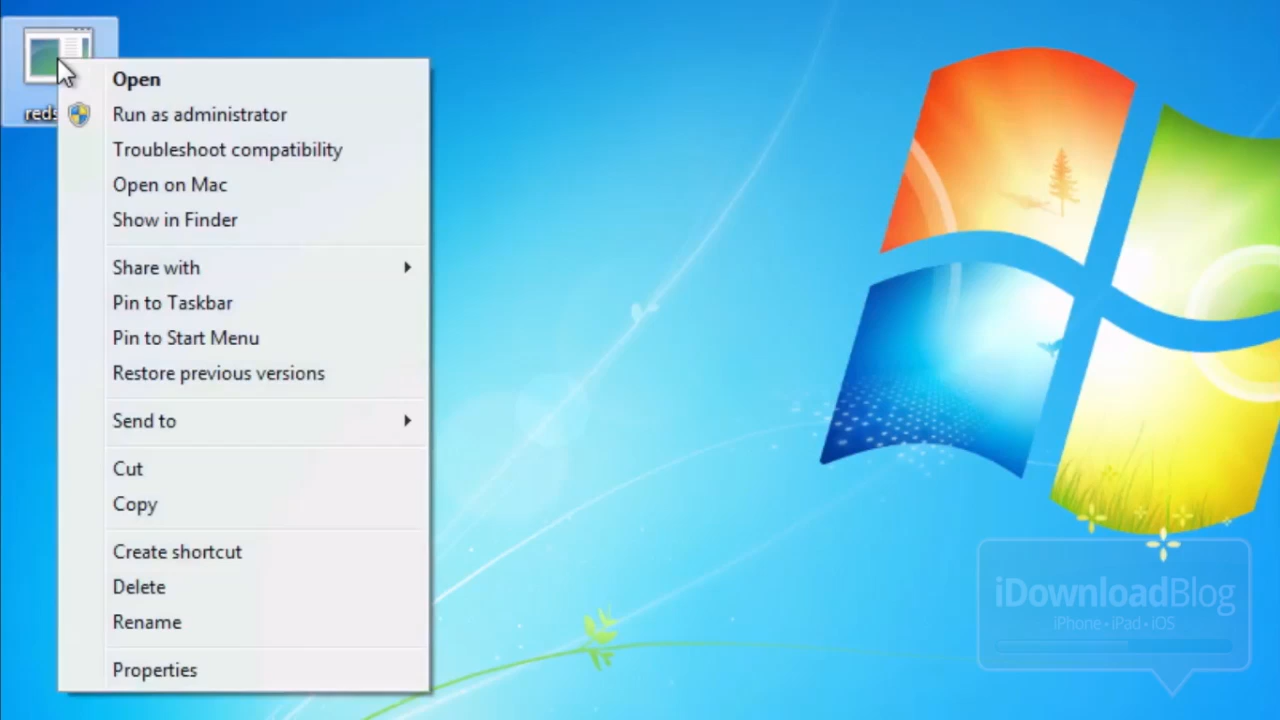 Open
Run as administrator
Troubleshoot compatibility
Open on Mac
Show in Finder
Share with
Pin to Taskbar
Pin to Start Menu
Restore previous versions
Send to
Cut
Copy
Create shortcut
Delete
Rename
Properties
iDownloadBlog
iPhone • iPad • iOS